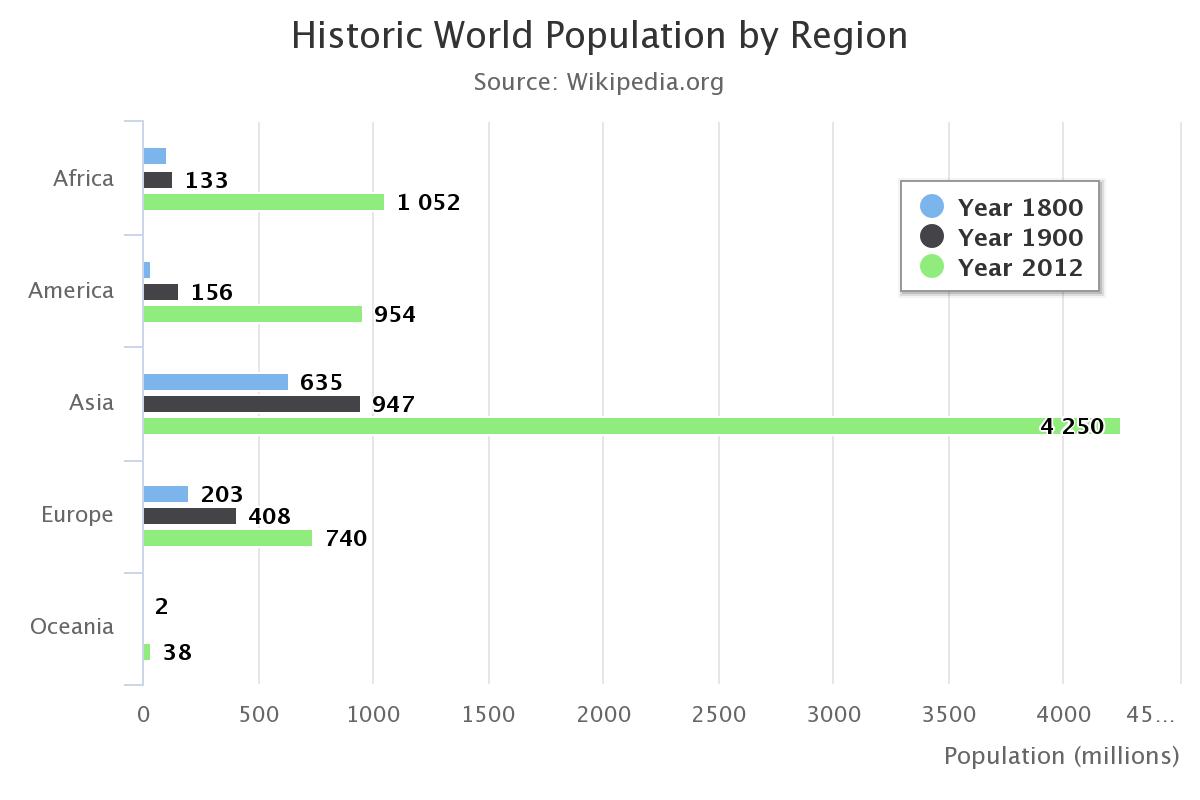 Historic World Population by Region
Source: Wikipedia.org
Africa
133
1 052
America
156
954
Asia
635
947
4 250
Europe
203
408
740
Oceania
2
38
Year 1800
Year 1900
Year 2012
0 500 1000 1500 2000 2500 3000 3500 4000 45...
Population (millions)